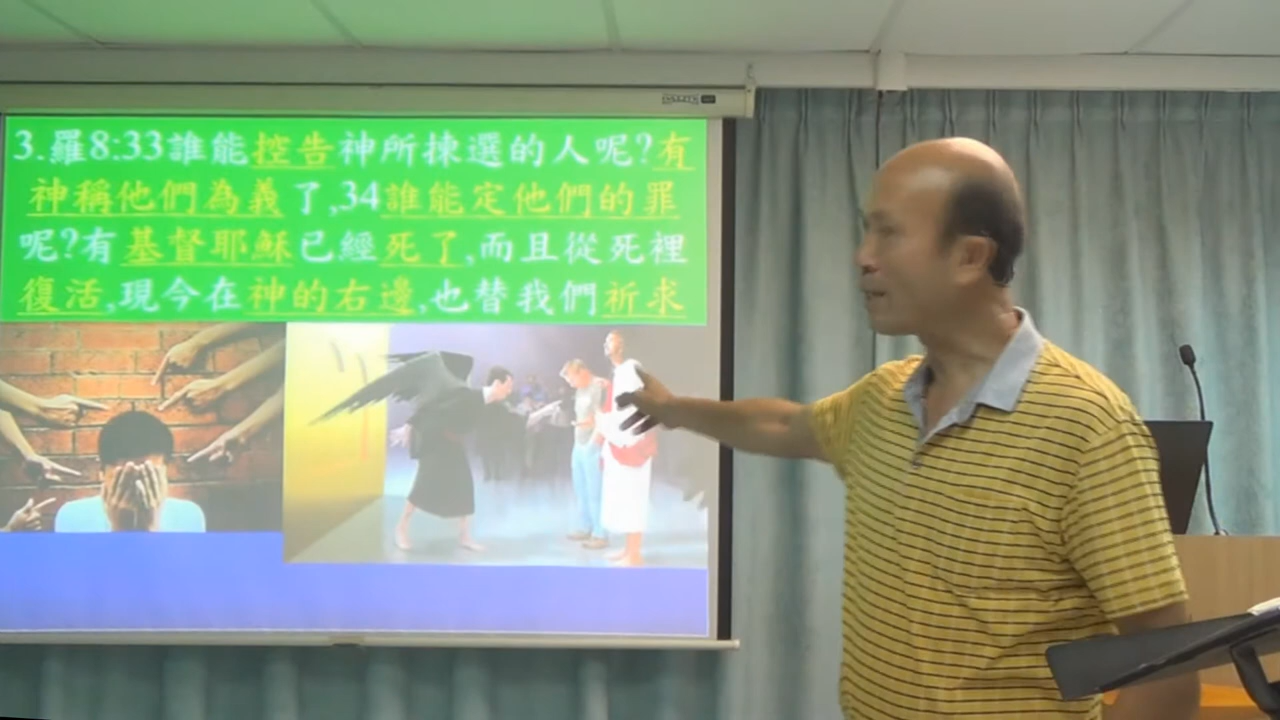 3.羅8:33誰能控告神所揀選的人呢?有
神稱他們為義了,34誰能定他們的罪
呢?有基督耶穌已經死了,而且從死裡
復活,現今在神的右邊,也替我們祈求